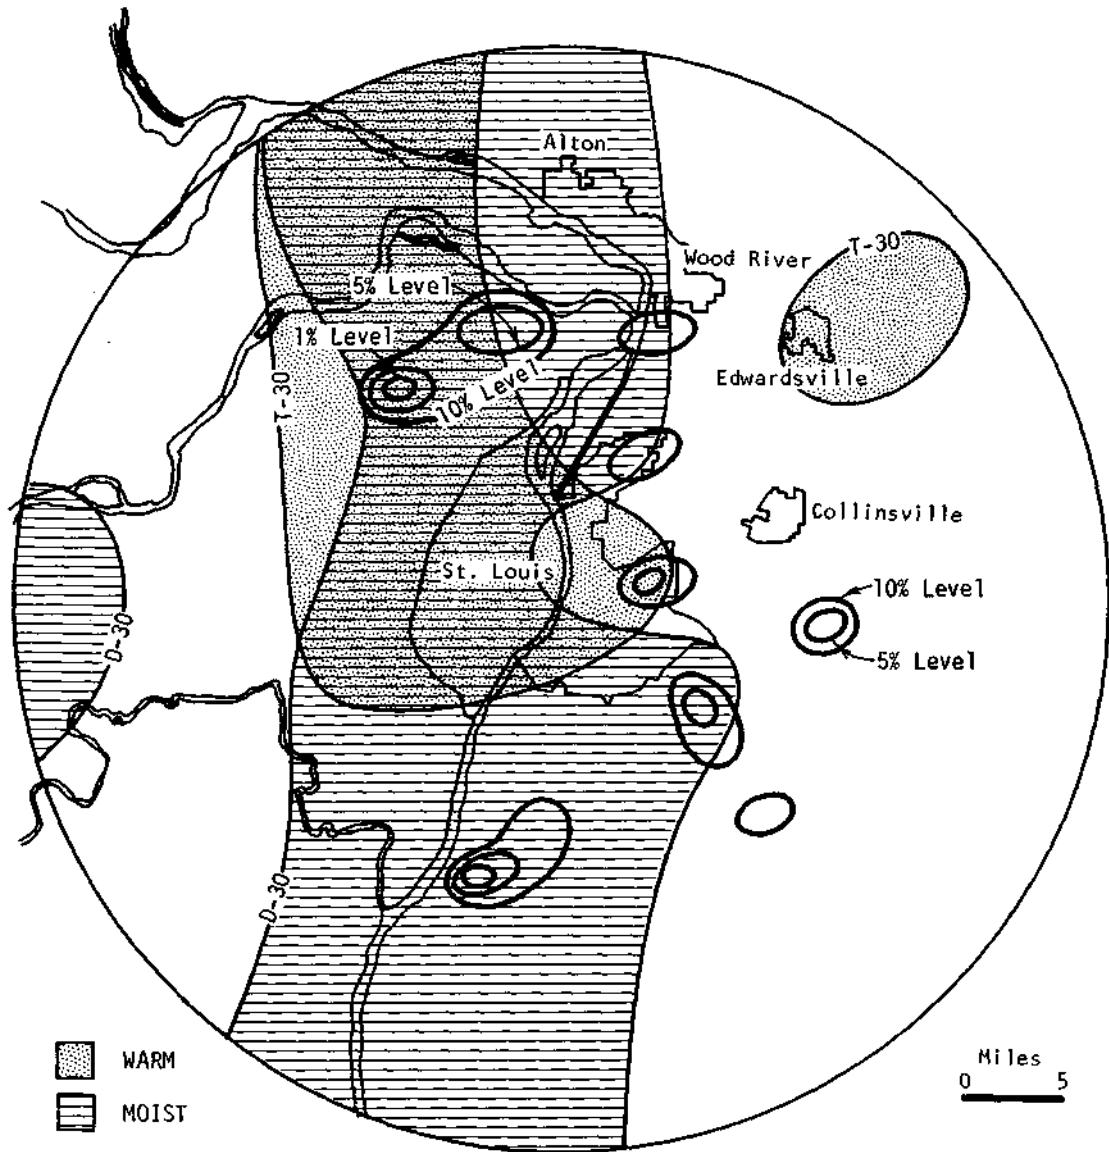 Alton
T-30
Wood River
5% Level
1% Level
Edwardsville
10% Level
T-30
Collinsville
St. Louis
10% Level
D-30
5% Level
D-30
WARM
MOIST
Miles
0 5